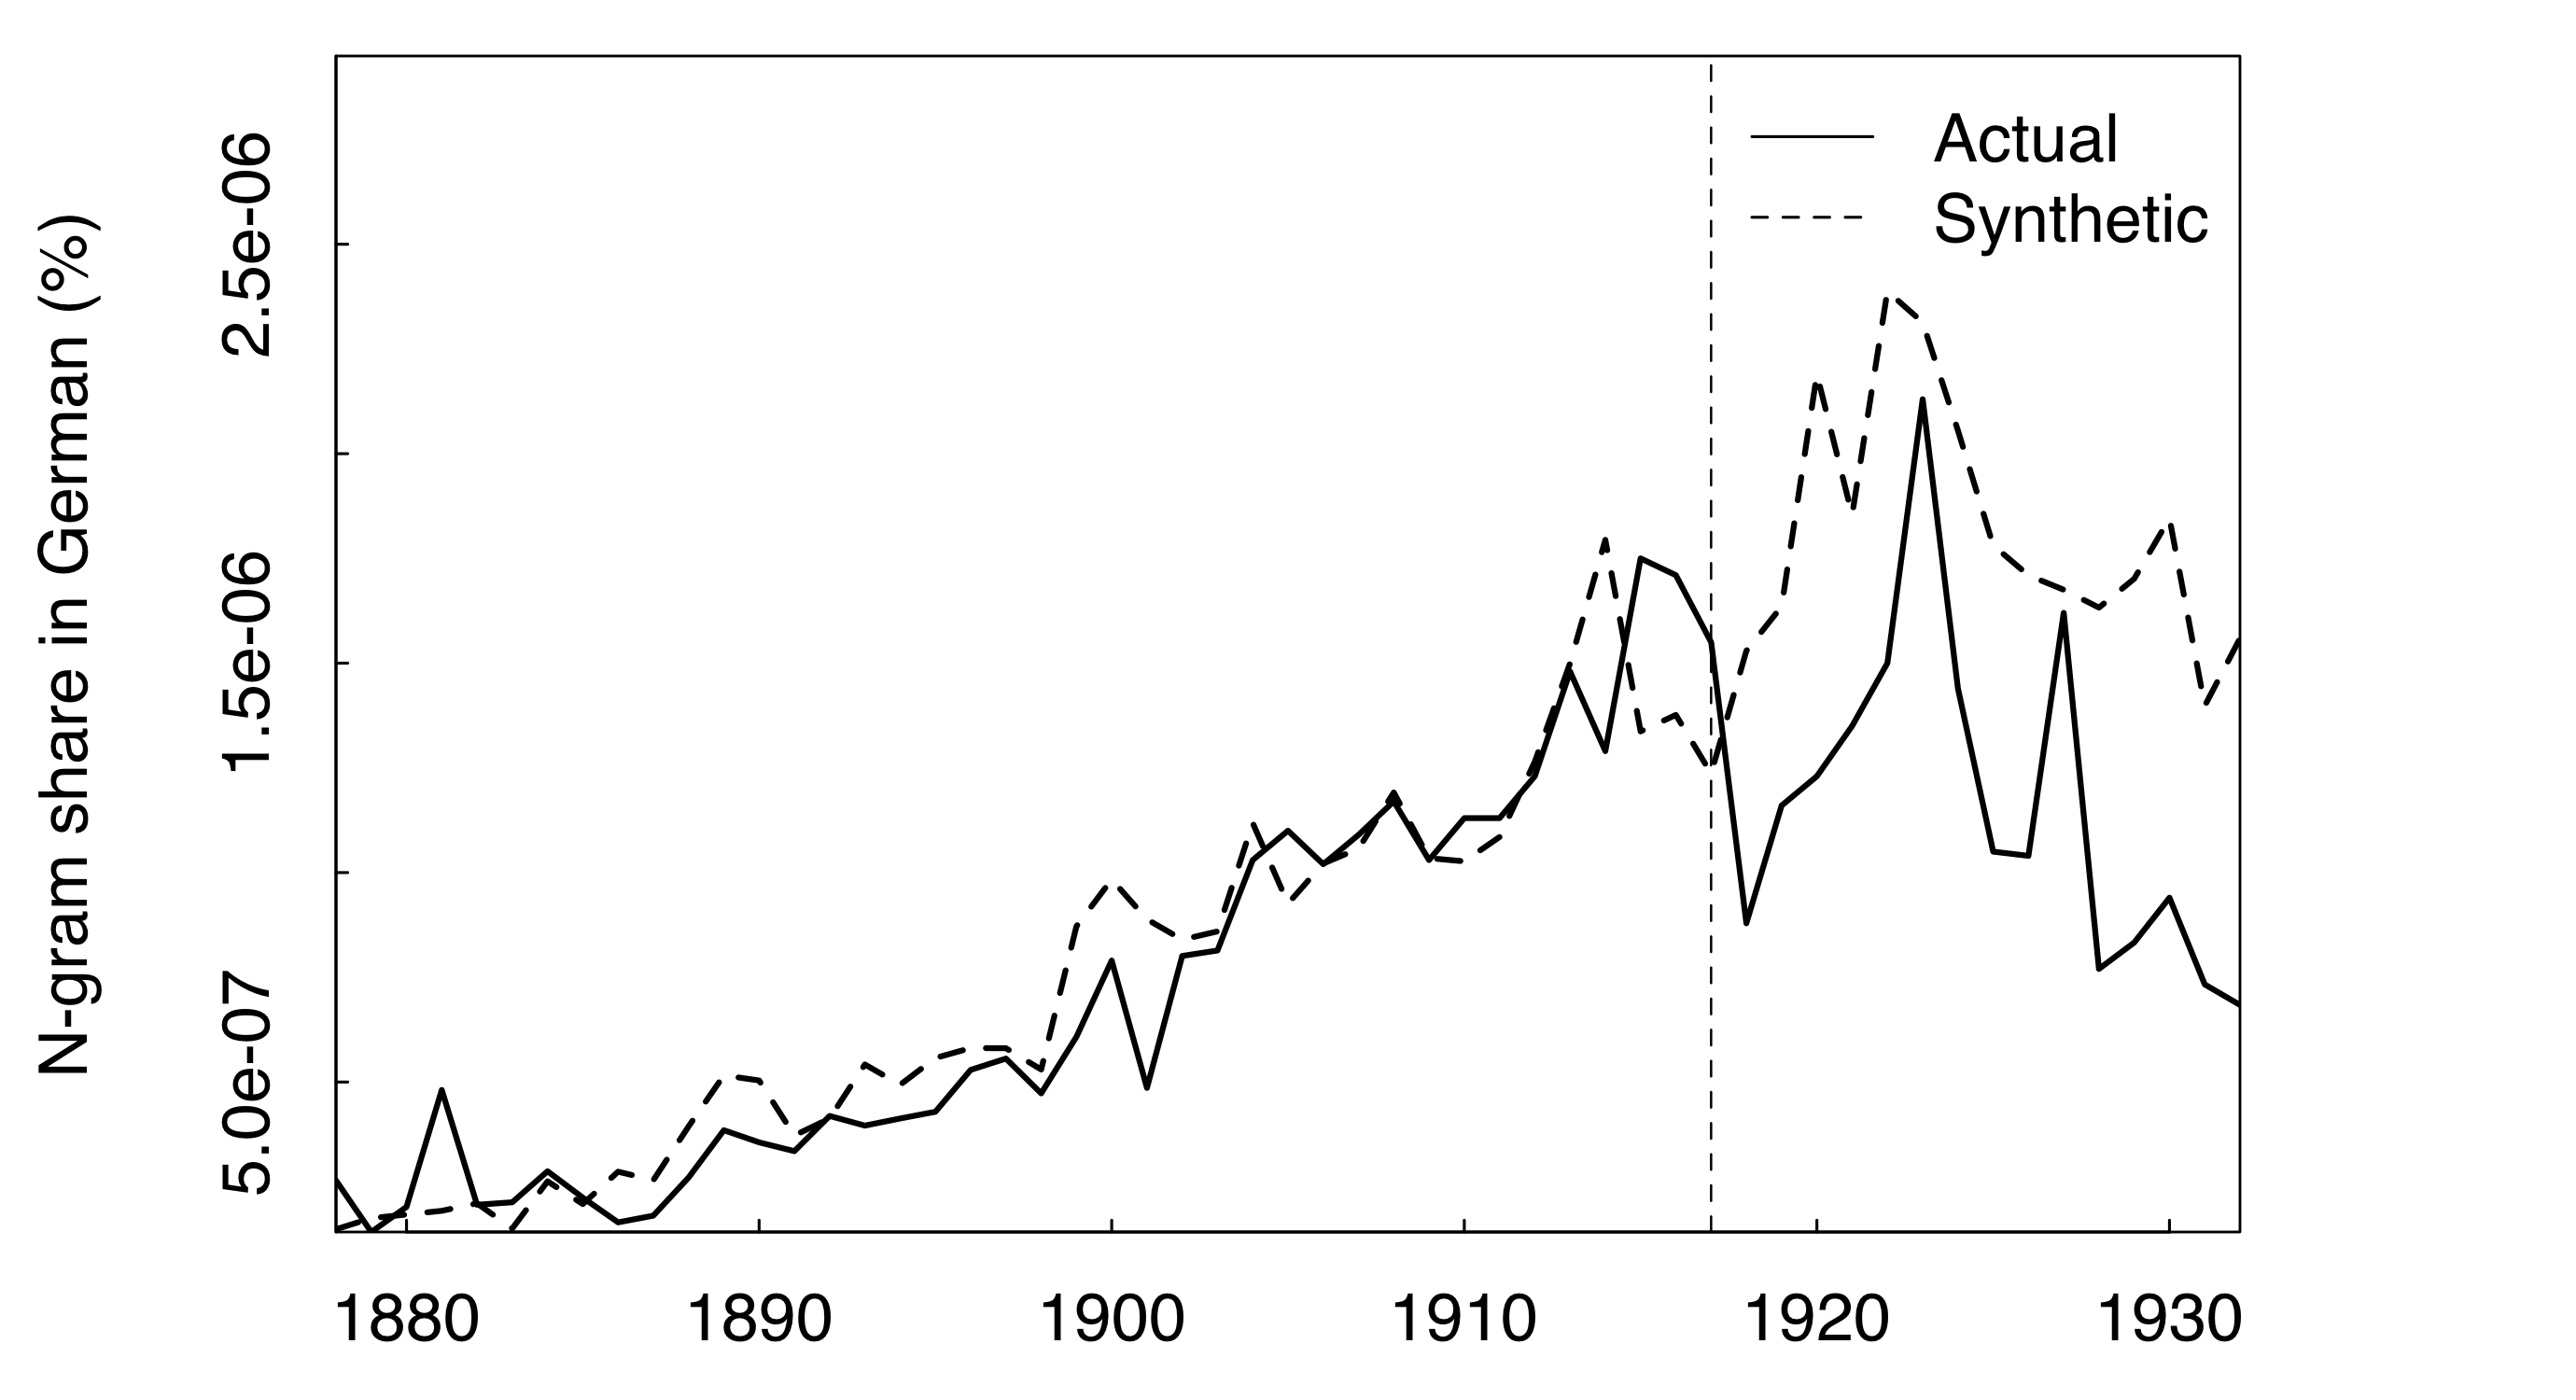 N-gram share in German (%)
2.5e-06
1.5e-06
5.0e-07
Actual
Synthetic
1880
1890
1900
1910
1920
1930